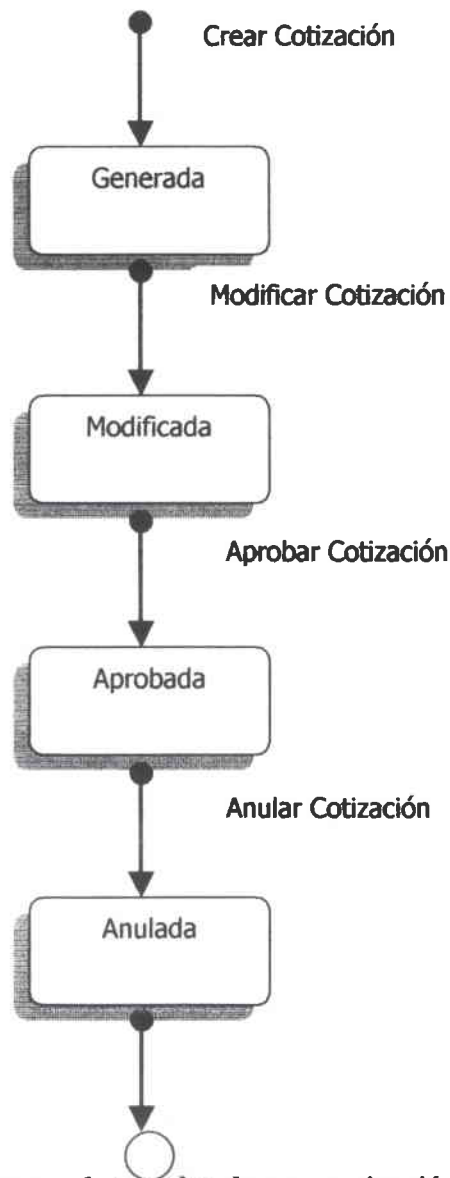 Crear Cotización
Generada
Modificar Cotización
Modificada
Aprobar Cotización
Aprobada
Anular Cotización
Anulada